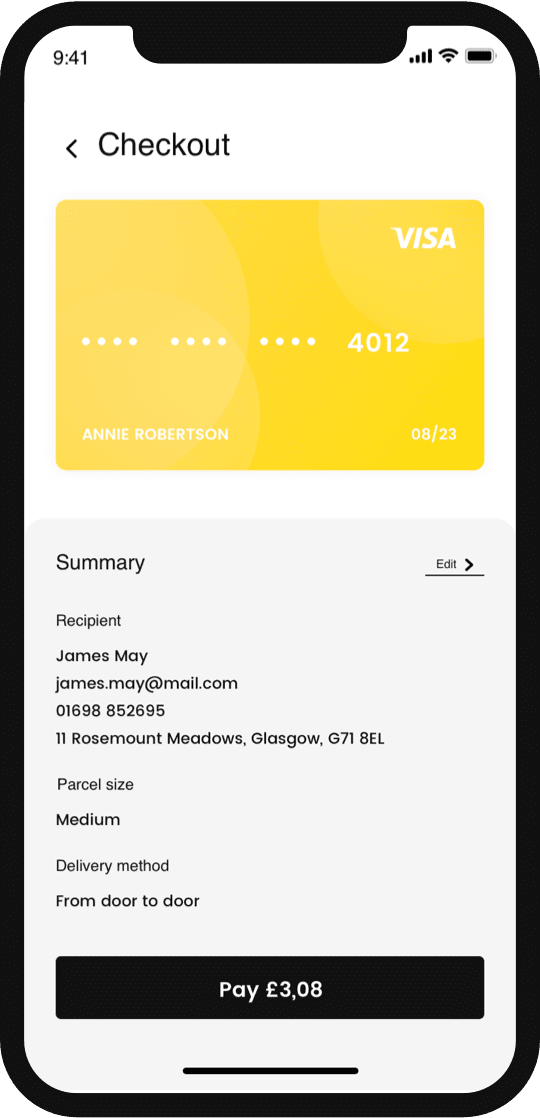 9:41
Checkout
VISA
•••• •••• •••• 4012
ANNIE ROBERTSON 08/23
Summary Edit
Recipient
James May
james.may@mail.com
01698 852695
11 Rosemount Meadows, Glasgow, G71 8EL
Parcel size
Medium
Delivery method
From door to door
Pay £3,08